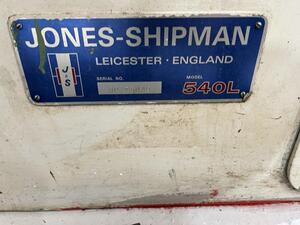 JONES-SHIPMAN
LEICESTER · ENGLAND
SERIAL NO.
MODEL
540L
J
S